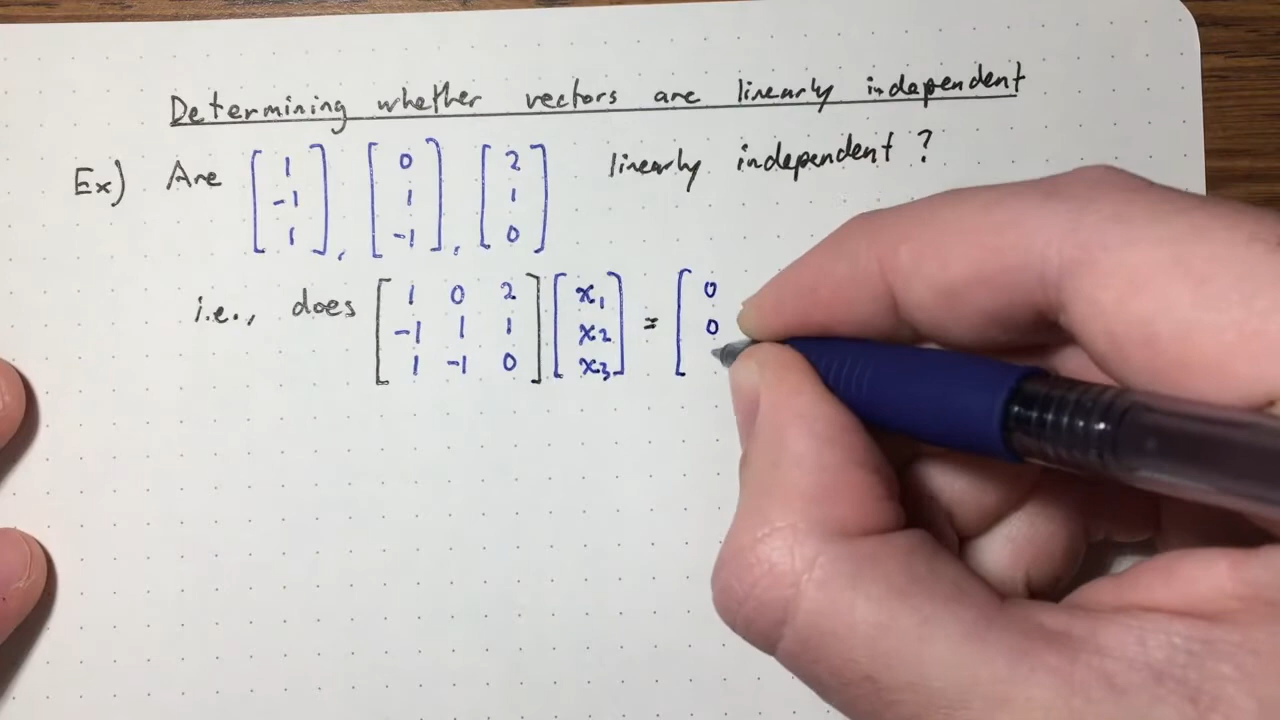 Determining whether vectors are linearly independent
Ex) Are [1 -1 1], [0 1 -1], [2 1 0] linearly independent ?
i.e., does [1 0 2 [x1 = [0
-1 1 1 x2 0
1 -1 0] x3]